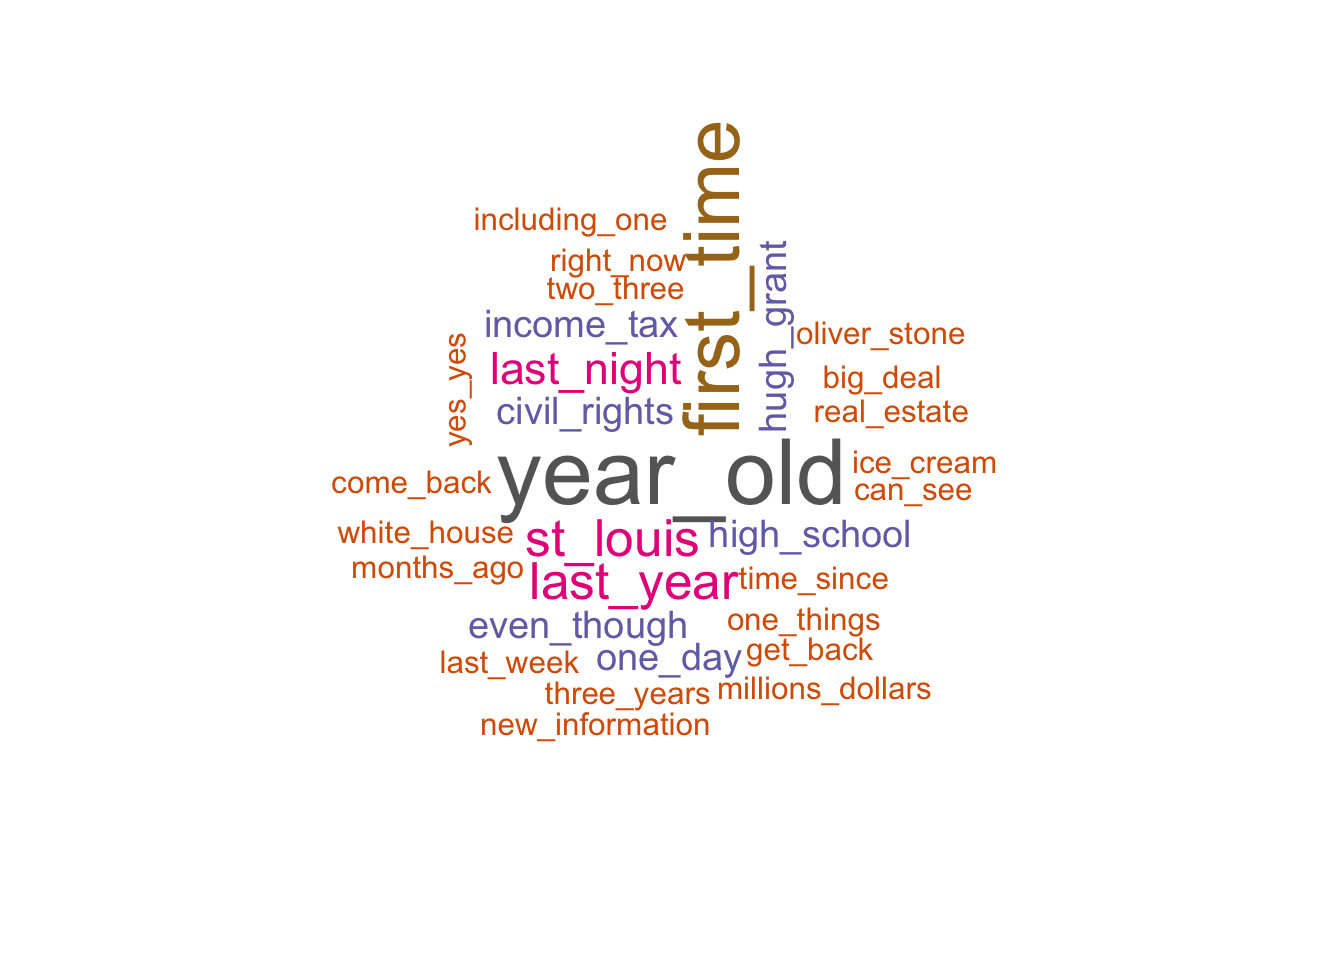 first_time
including_one
right_now
hugh_grant
two_three
income_tax
oliver_stone
yes_yes
last_night
big_deal
civil_rights
real_estate
year_old
ice_cream
come_back
can_see
white_house
st_louis
high_school
months_ago
last_year
time_since
even_though
one_things
last_week
one_day
get_back
three_years
millions_dollars
new_information